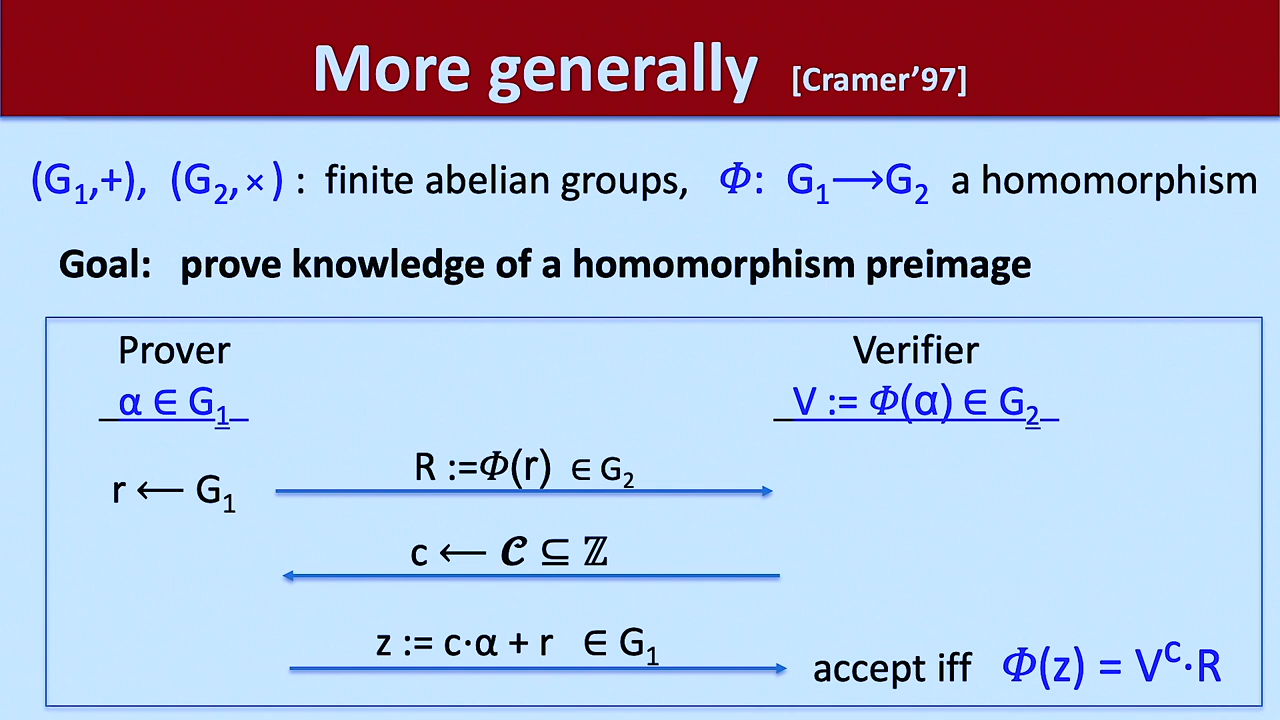 More generally [Cramer’97]
(G₁,+), (G₂,×) : finite abelian groups, Φ: G₁⟶G₂ a homomorphism
Goal: prove knowledge of a homomorphism preimage
Prover Verifier
α ∈ G₁ V := Φ(α) ∈ G₂
R :=Φ(r) ∈ G₂
r ⟵ G₁
c ⟵ 𝓒 ⊆ ℤ
z := c·α + r ∈ G₁
accept iff Φ(z) = Vᶜ·R